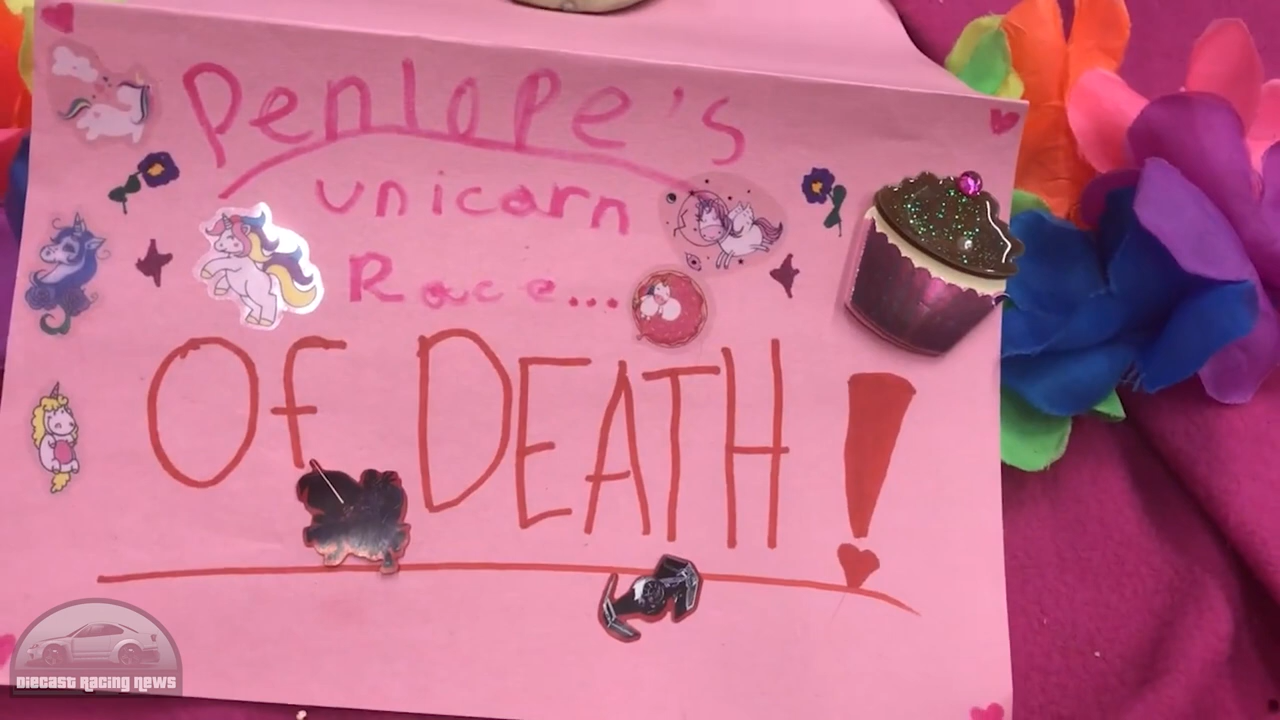 Penlope's
unicarn
Race...
Of DEATH!
DIECAST RACING NEWS